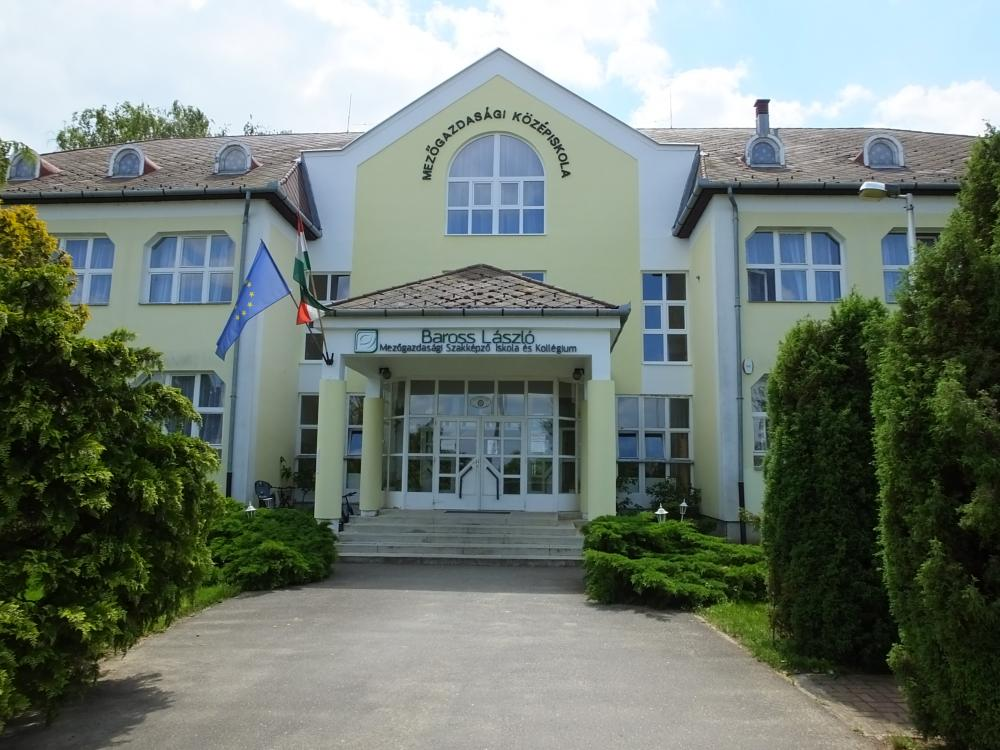 MEZŐGAZDASÁGI KÖZÉPISKOLA
Baross László
Mezőgazdasági Szakképző Iskola és Kollégium